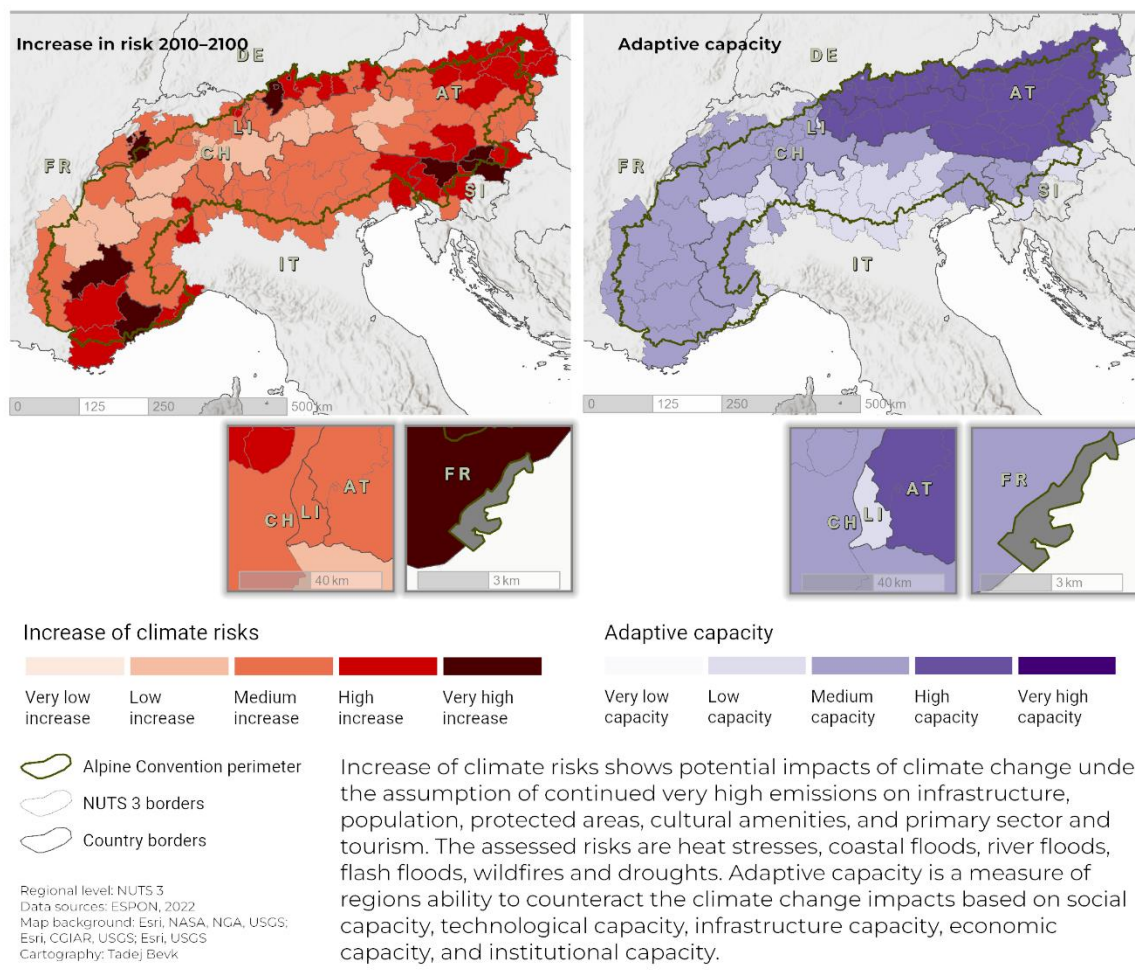 Increase in risk 2010–2100
DE
AT
LI
CH
FR
SI
IT
0 125 250 500 km
Adaptive capacity
DE
AT
LI
CH
FR
SI
IT
0 125 250 500 km
AT
CH LI
40 km
FR
3 km
AT
CH LI
40 km
FR
3 km
Increase of climate risks
Very low increase
Low increase
Medium increase
High increase
Very high increase
Adaptive capacity
Very low capacity
Low capacity
Medium capacity
High capacity
Very high capacity
Alpine Convention perimeter
NUTS 3 borders
Country borders
Regional level: NUTS 3
Data sources: ESPON, 2022
Map background: Esri, NASA, NGA, USGS;
Esri, CGIAR, USGS; Esri, USGS
Cartography: Tadej Bevk
Increase of climate risks shows potential impacts of climate change unde
the assumption of continued very high emissions on infrastructure,
population, protected areas, cultural amenities, and primary sector and
tourism. The assessed risks are heat stresses, coastal floods, river floods,
flash floods, wildfires and droughts. Adaptive capacity is a measure of
regions ability to counteract the climate change impacts based on social
capacity, technological capacity, infrastructure capacity, economic
capacity, and institutional capacity.